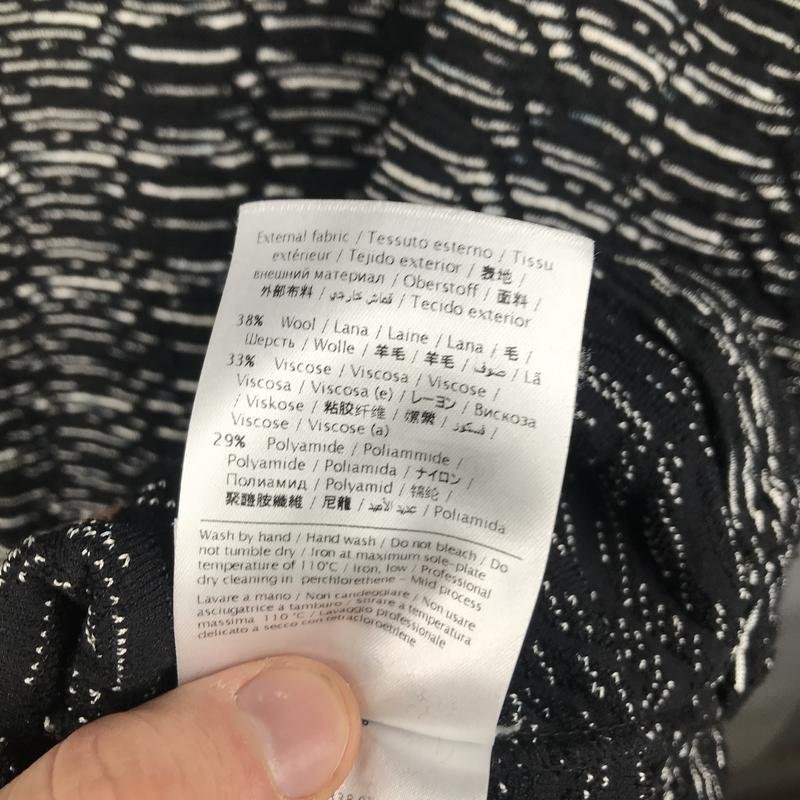 External fabric / Tessuto esterno / Tissu
extérieur / Tejido exterior / 表地 /
внешний материал / Oberstoff / 面料 /
外部布料 / قماش خارجي / Tecido exterior
38% Wool / Lana / Laine / Lana / 毛 /
Шерсть / Wolle / 羊毛 / 羊毛 / صوف / Lã
33% Viscose / Viscosa / Viscose /
Viscosa / Viscosa (e) / レーヨン / Вискоза
/ Viskose / 粘胶纤维 / 嫘縈 / فسكوز /
Viscose / Viscose (a)
29% Polyamide / Poliammide /
Polyamide / Poliamida / ナイロン /
Полиамид / Polyamid / 锦纶 /
聚醯胺纖維 / 尼龍 / عديد الأميد / Poliamida
Wash by hand / Hand wash / Do not bleach / Do
not tumble dry / Iron at maximum sole-plate
temperature of 110°C / Iron, low / Professional
dry cleaning in perchlorethene - Mild process
Lavare a mano / Non candeggiare / Non usare
asciugatrice a tamburo / Stirare a temperatura
massima 110 °C / Lavaggio professionale
delicato a secco con tetracloroetilene